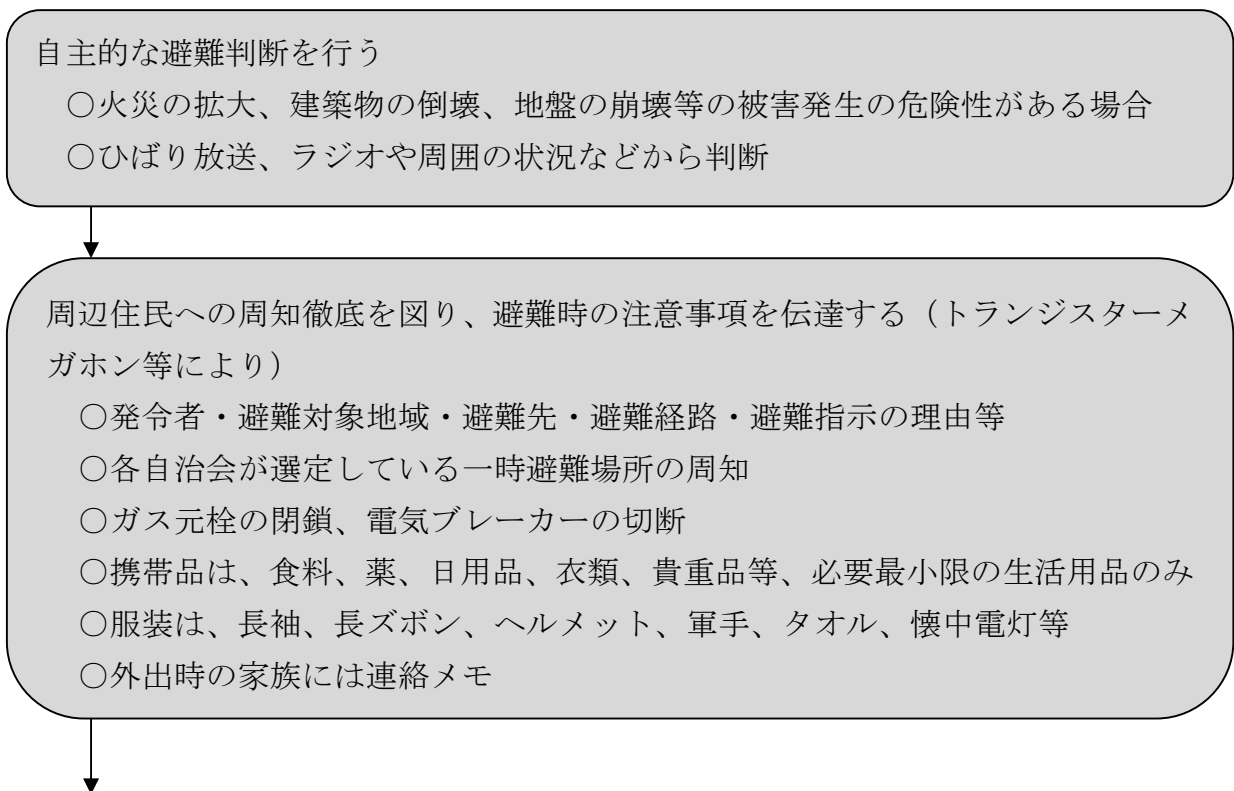 自主的な避難判断を行う
○火災の拡大、建築物の倒壊、地盤の崩壊等の被害発生の危険性がある場合
○ひばり放送、ラジオや周囲の状況などから判断
周辺住民への周知徹底を図り、避難時の注意事項を伝達する（トランジスターメ
ガホン等により）
○発令者・避難対象地域・避難先・避難経路・避難指示の理由等
○各自治会が選定している一時避難場所の周知
○ガス元栓の閉鎖、電気ブレーカーの切断
○携帯品は、食料、薬、日用品、衣類、貴重品等、必要最小限の生活用品のみ
○服装は、長袖、長ズボン、ヘルメット、軍手、タオル、懐中電灯等
○外出時の家族には連絡メモ